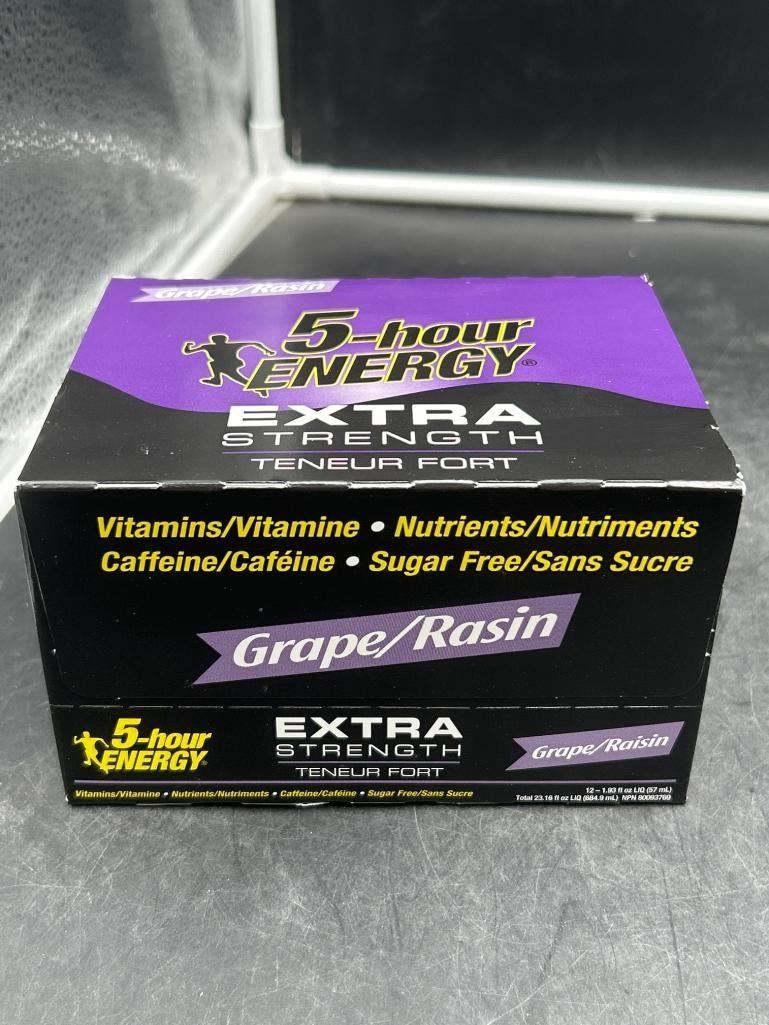 Grape/Rasin
5-hour
ENERGY®
EXTRA
STRENGTH
TENEUR FORT
Vitamins/Vitamine • Nutrients/Nutriments
Caffeine/Caféine • Sugar Free/Sans Sucre
Grape/Rasin
5-hour
ENERGY®
EXTRA
STRENGTH
TENEUR FORT
Grape/Raisin
Vitamins/Vitamine • Nutrients/Nutriments • Caffeine/Caféine • Sugar Free/Sans Sucre
12 – 1.93 fl oz LIQ (57 mL)
Total 23.16 fl oz LIQ (684.9 mL) NPN 80093769